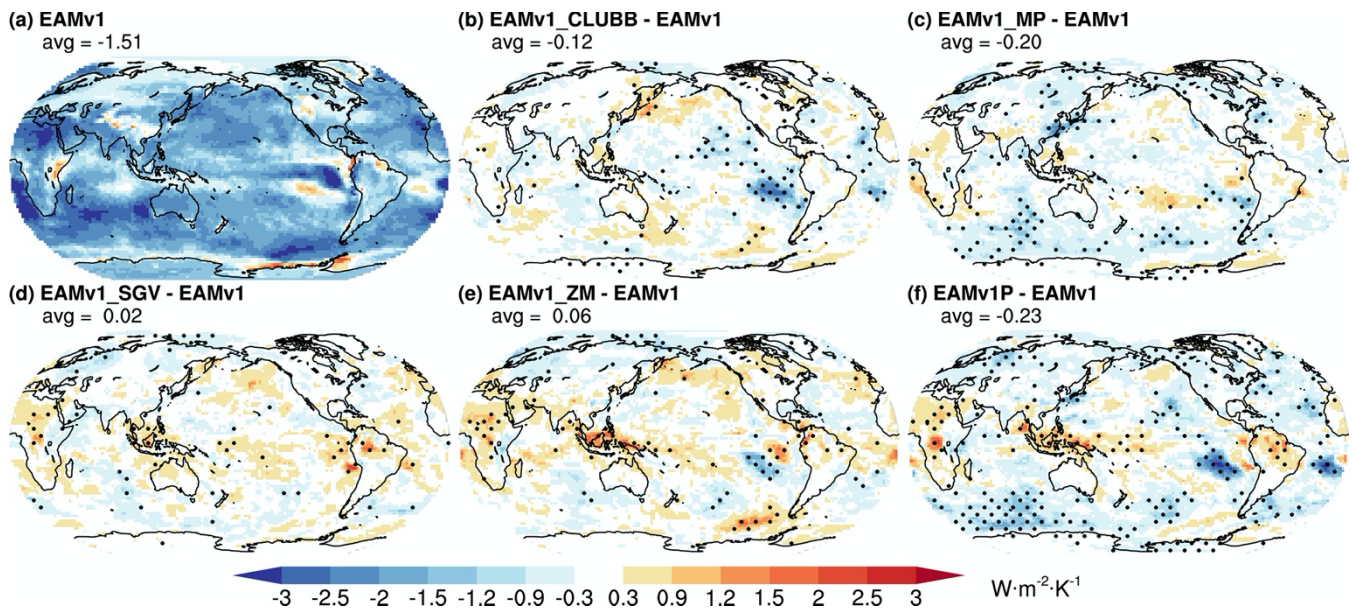 (a) EAMv1
avg = -1.51
(b) EAMv1_CLUBB - EAMv1
avg = -0.12
(c) EAMv1_MP - EAMv1
avg = -0.20
(d) EAMv1_SGV - EAMv1
avg = 0.02
(e) EAMv1_ZM - EAMv1
avg = 0.06
(f) EAMv1P - EAMv1
avg = -0.23
-3 -2.5 -2 -1.5 -1.2 -0.9 -0.3 0.3 0.9 1.2 1.5 2 2.5 3 W·m⁻²·K⁻¹